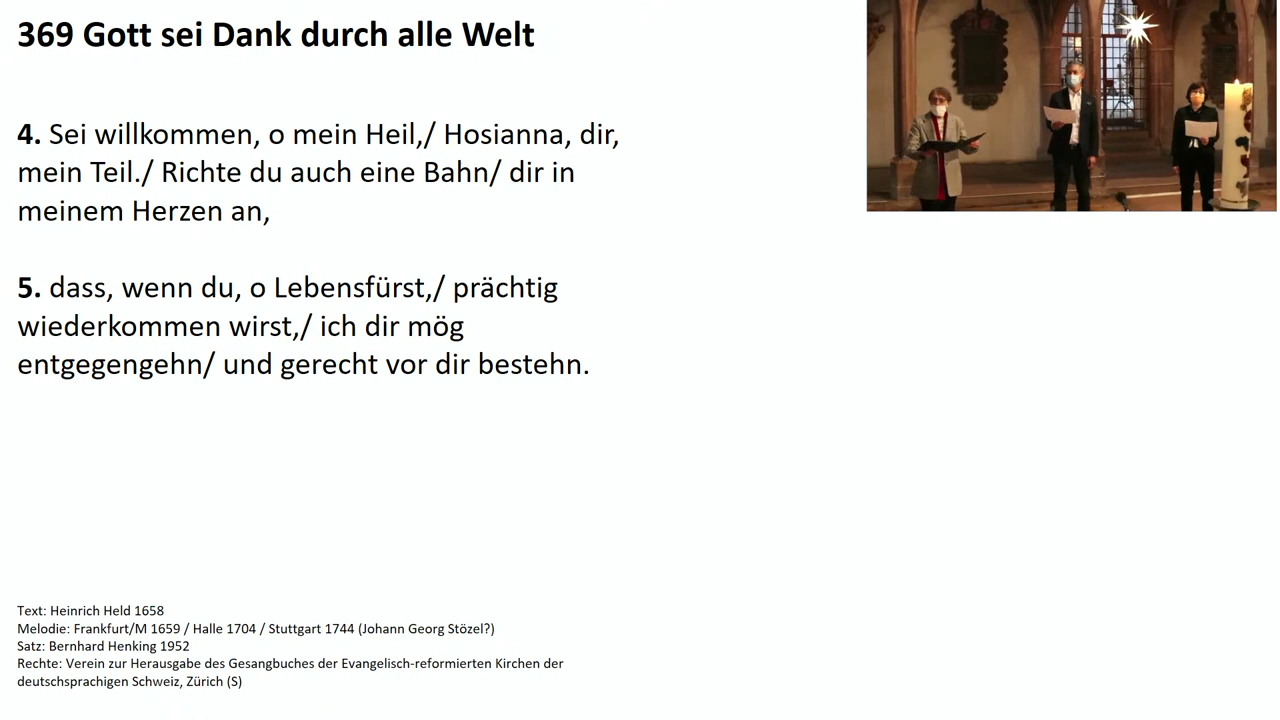 369 Gott sei Dank durch alle Welt
4. Sei willkommen, o mein Heil,/ Hosianna, dir,
mein Teil./ Richte du auch eine Bahn/ dir in
meinem Herzen an,
5. dass, wenn du, o Lebensfürst,/ prächtig
wiederkommen wirst,/ ich dir mög
entgegengehn/ und gerecht vor dir bestehn.
Text: Heinrich Held 1658
Melodie: Frankfurt/M 1659 / Halle 1704 / Stuttgart 1744 (Johann Georg Stözel?)
Satz: Bernhard Henking 1952
Rechte: Verein zur Herausgabe des Gesangbuches der Evangelisch-reformierten Kirchen der
deutschsprachigen Schweiz, Zürich (S)